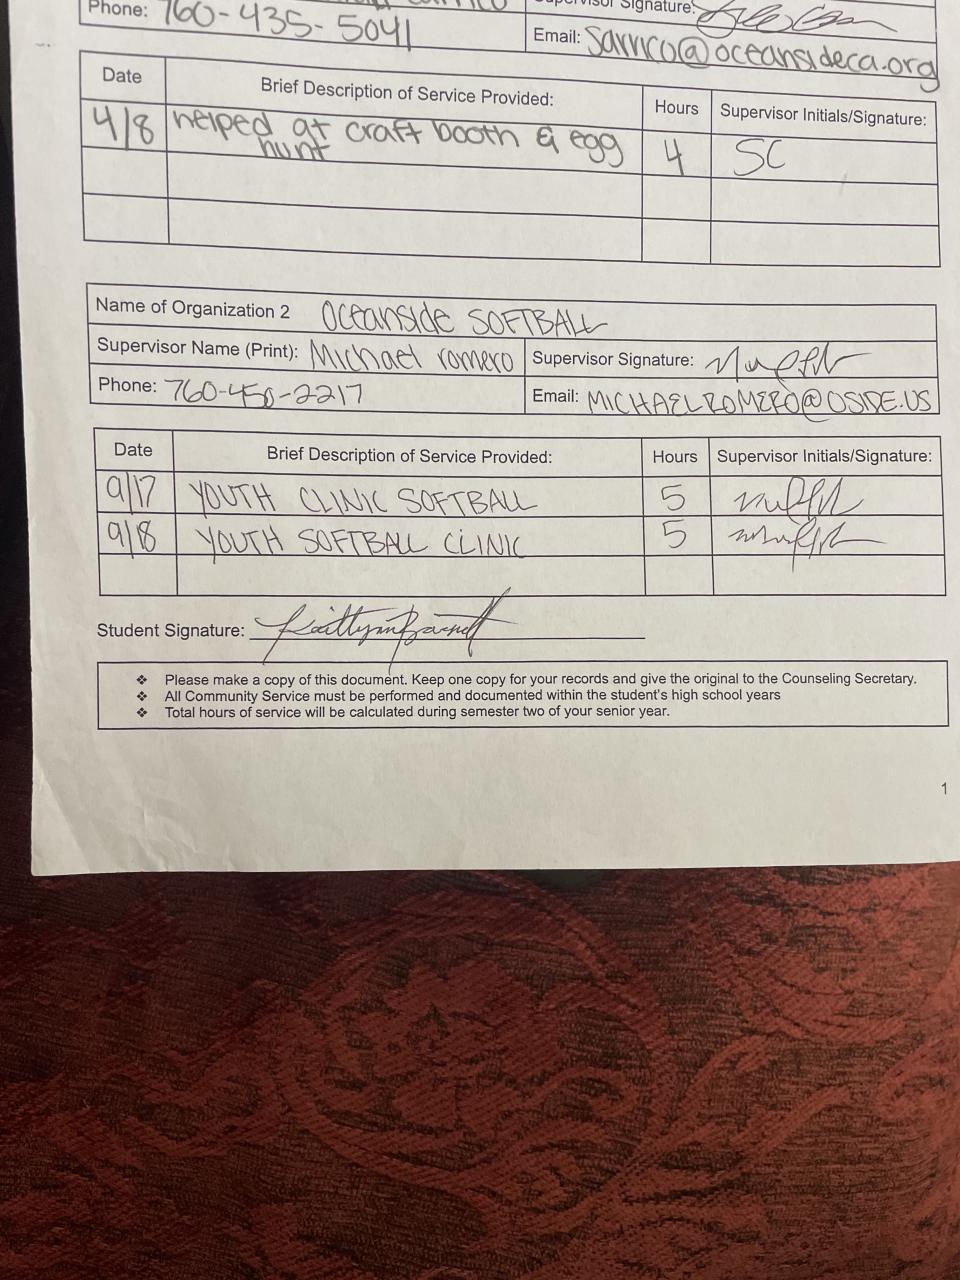 Supervisor Signature:
Phone: 760-435-5041
Email: Sarrico@oceansideca.org
Date Brief Description of Service Provided: Hours Supervisor Initials/Signature:
4/8 helped at craft booth & egg 4 SC
hunt
Name of Organization 2 Oceanside SOFTBALL
Supervisor Name (Print): Michael romero Supervisor Signature:
Phone: 760-450-2217 Email: MICHAELROMERO@OSIDE.US
Date Brief Description of Service Provided: Hours Supervisor Initials/Signature:
9/17 YOUTH CLINIC SOFTBALL 5
9/8 YOUTH SOFTBALL CLINIC 5
Student Signature: Kaitlynn Barnett
❖ Please make a copy of this document. Keep one copy for your records and give the original to the Counseling Secretary.
❖ All Community Service must be performed and documented within the student's high school years
❖ Total hours of service will be calculated during semester two of your senior year.
1